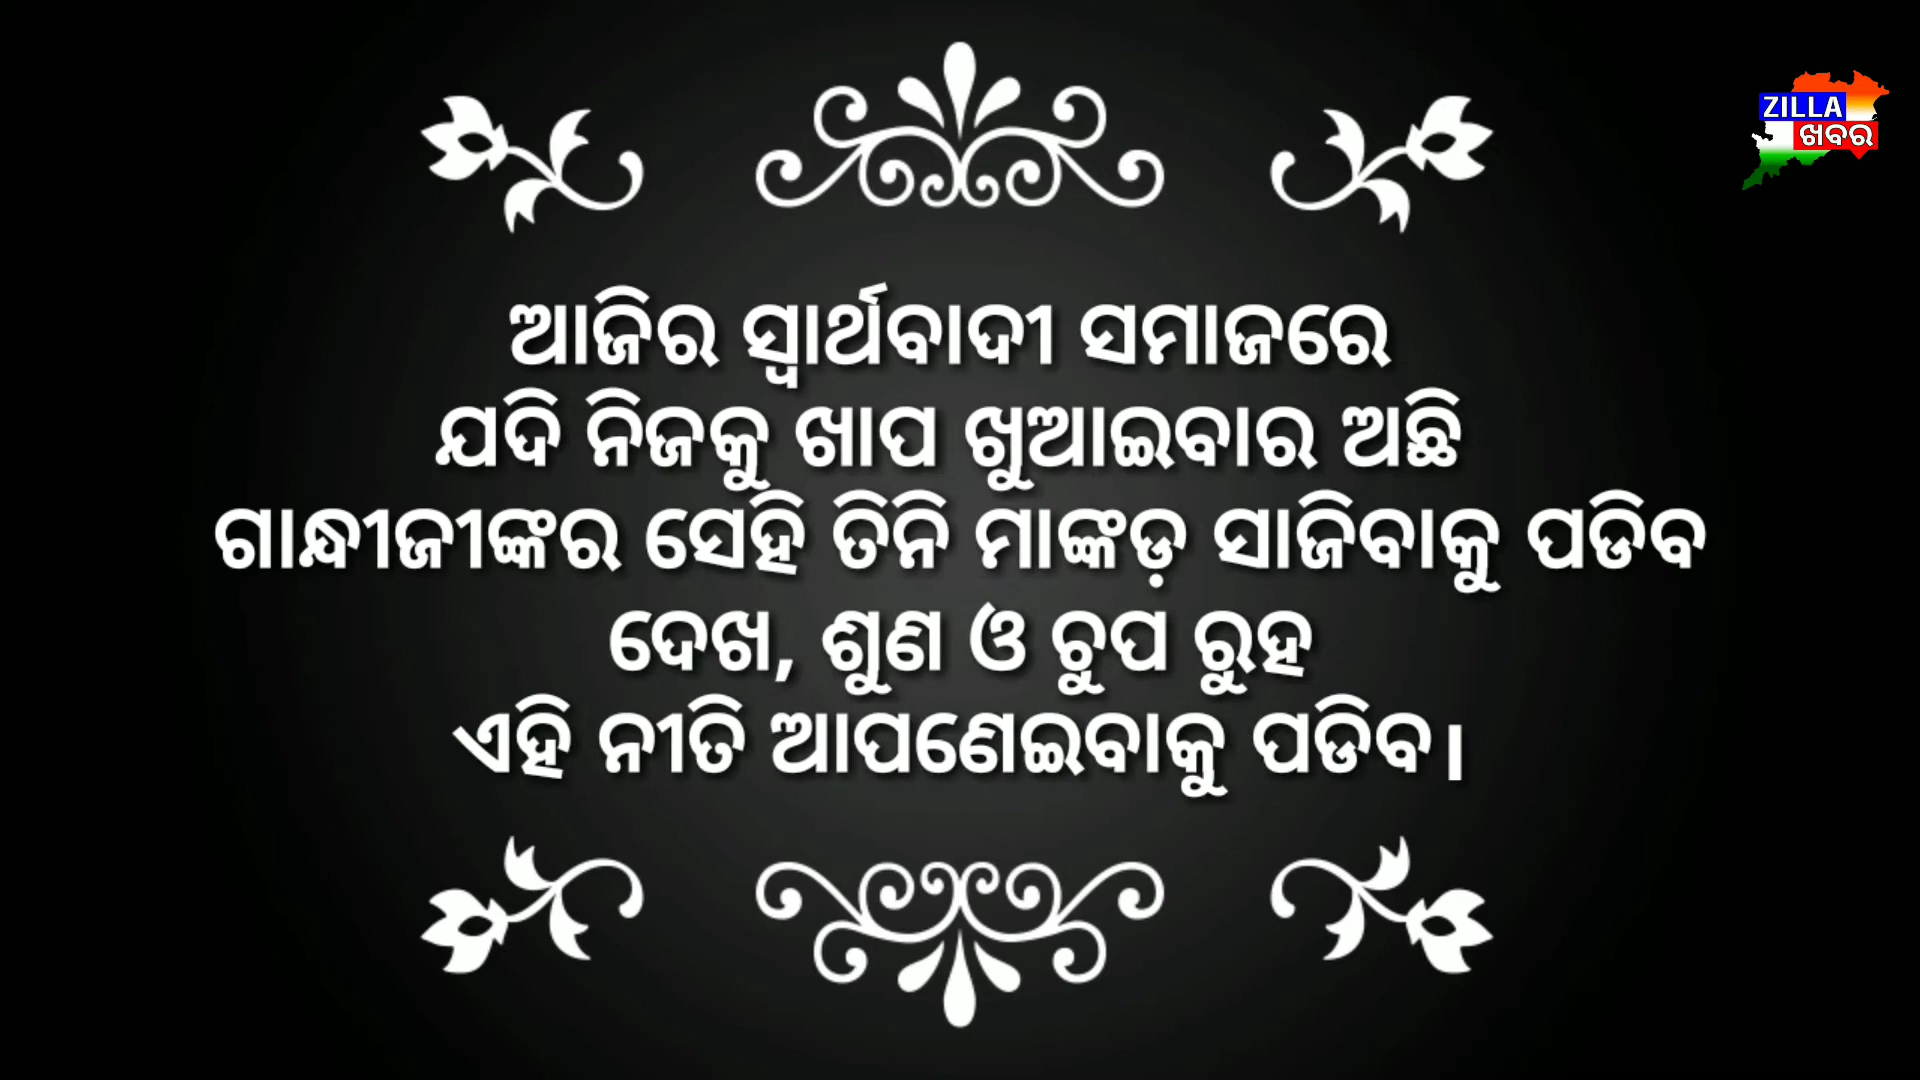 ZILLA
ଖବର
ଆଜିର ସ୍ୱାର୍ଥବାଦୀ ସମାଜରେ
ଯଦି ନିଜକୁ ଖାପ ଖୁଆଇବାର ଅଛି
ଗାନ୍ଧୀଜୀଙ୍କର ସେହି ତିନି ମାଙ୍କଡ଼ ସାଜିବାକୁ ପଡିବ
ଦେଖ, ଶୁଣ ଓ ଚୁପ ରୁହ
ଏହି ନୀତି ଆପଣେଇବାକୁ ପଡିବ।